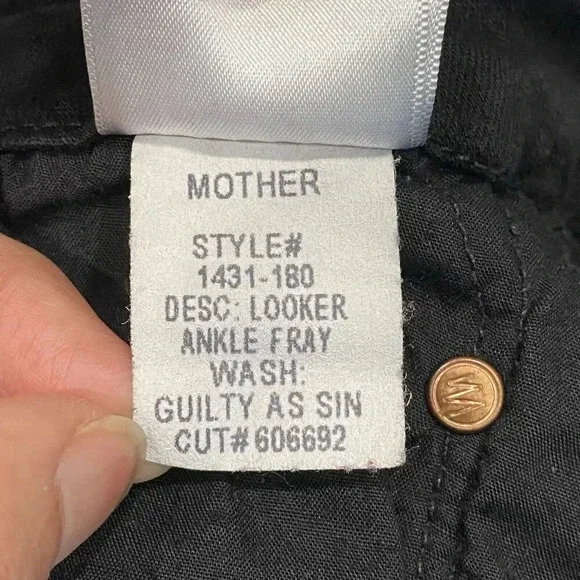 MOTHER
STYLE#
1431-180
DESC: LOOKER
ANKLE FRAY
WASH:
GUILTY AS SIN
CUT# 606692